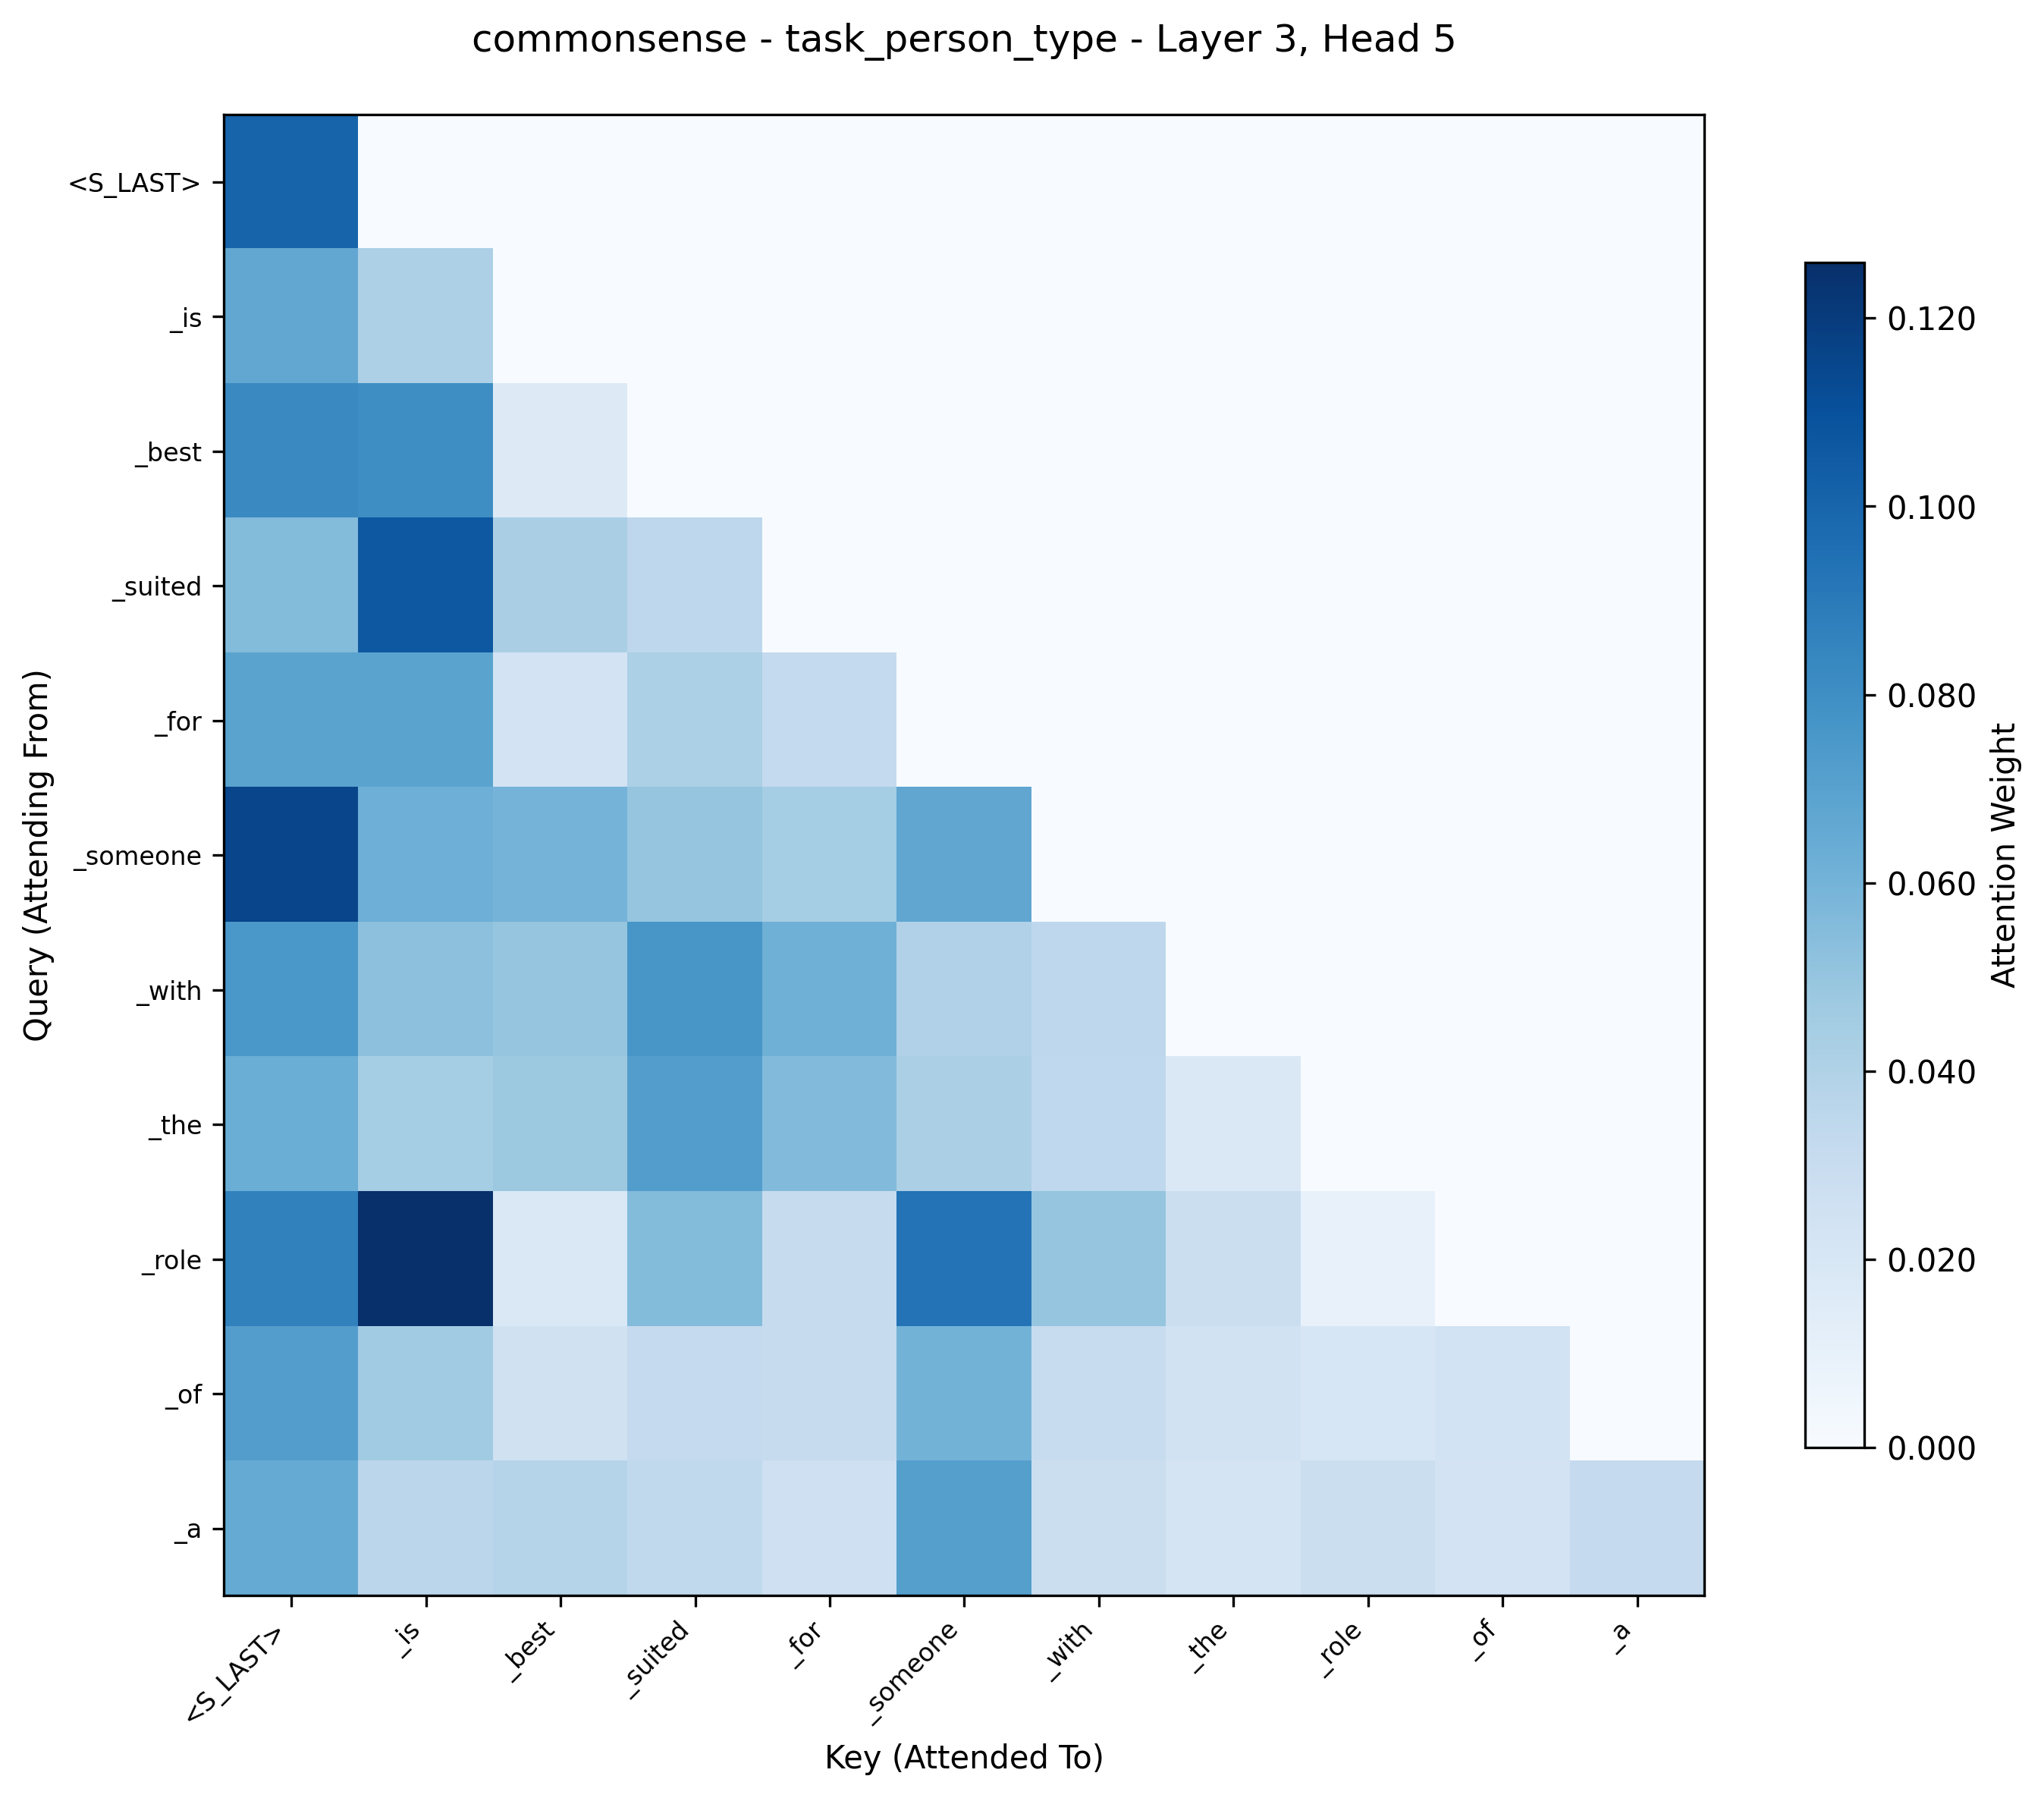 commonsense - task_person_type - Layer 3, Head 5
Query (Attending From)
<S_LAST>
_is
_best
_suited
_for
_someone
_with
_the
_role
_of
_a
<S_LAST>
_is
_best
_suited
_for
_someone
_with
_the
_role
_of
_a
Key (Attended To)
0.120
0.100
0.080
0.060
0.040
0.020
0.000
Attention Weight